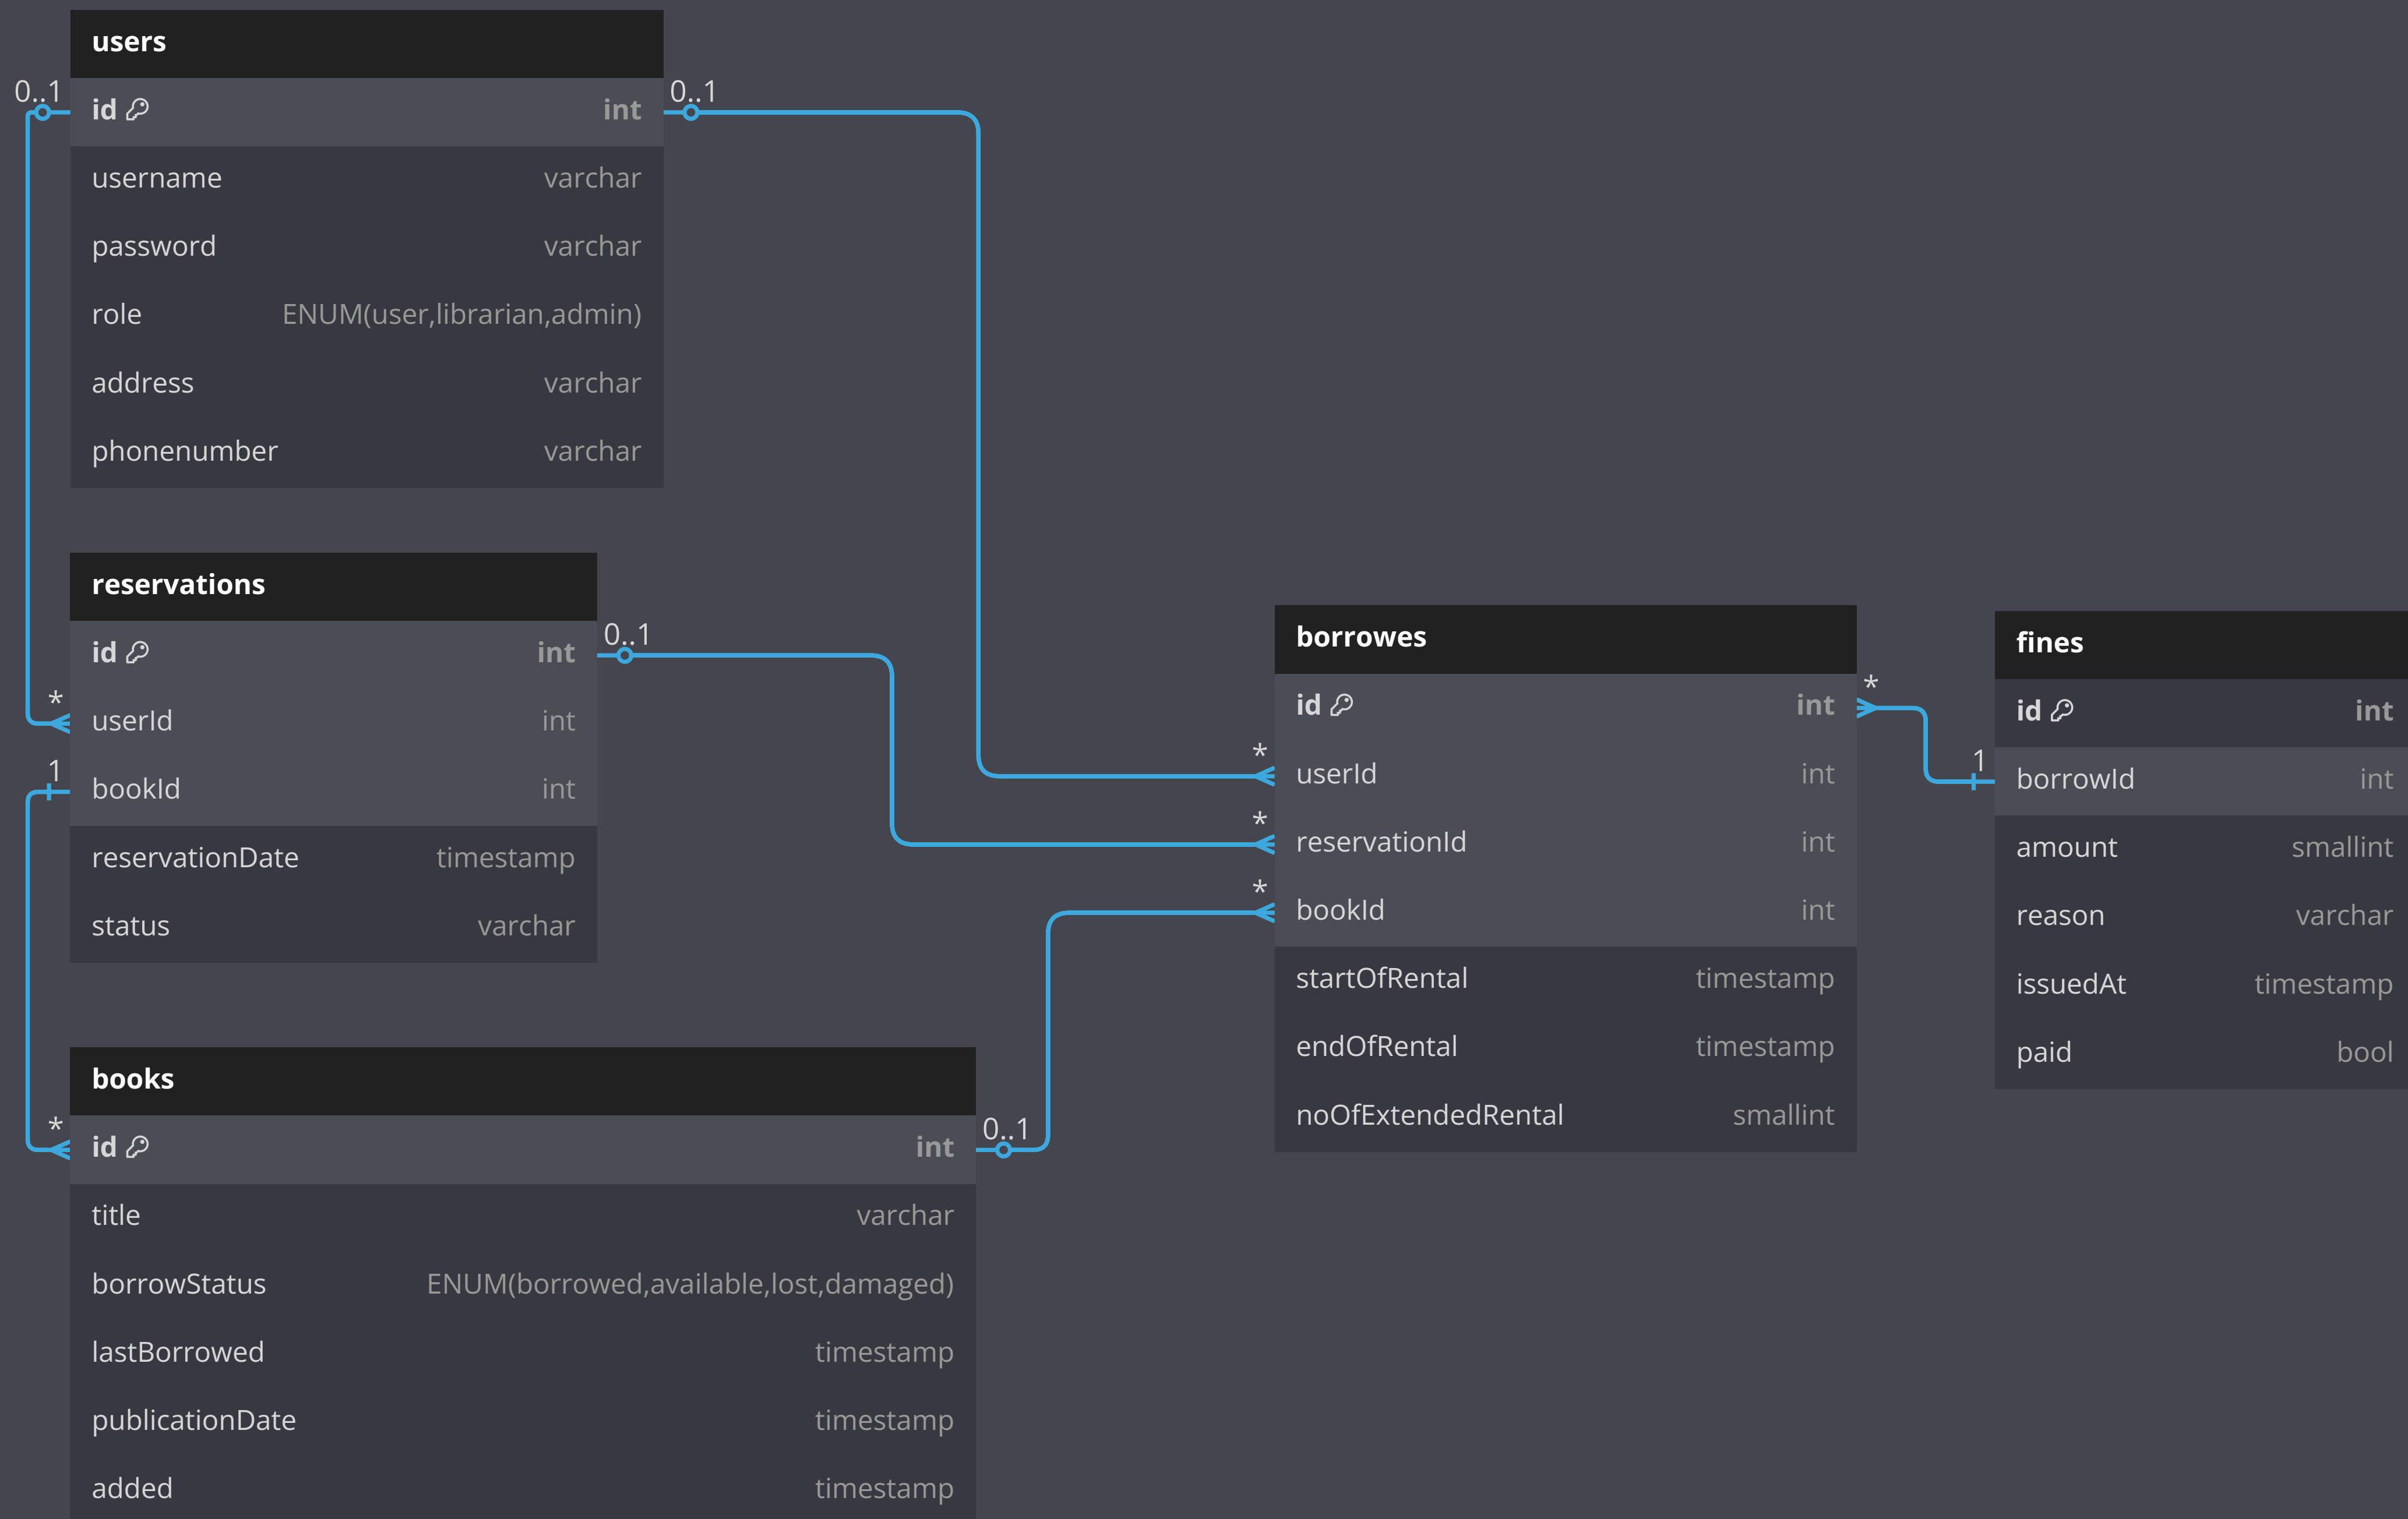 users
0..1
0..1
id int
username varchar
password varchar
role ENUM(user,librarian,admin)
address varchar
phonenumber varchar
reservations
0..1
id int
*
userId int
1
bookId int
reservationDate timestamp
status varchar
books
*
0..1
id int
title varchar
borrowStatus ENUM(borrowed,available,lost,damaged)
lastBorrowed timestamp
publicationDate timestamp
added timestamp
borrowes
*
id int
*
userId int
*
reservationId int
*
bookId int
startOfRental timestamp
endOfRental timestamp
noOfExtendedRental smallint
fines
id int
1
borrowId int
amount smallint
reason varchar
issuedAt timestamp
paid bool